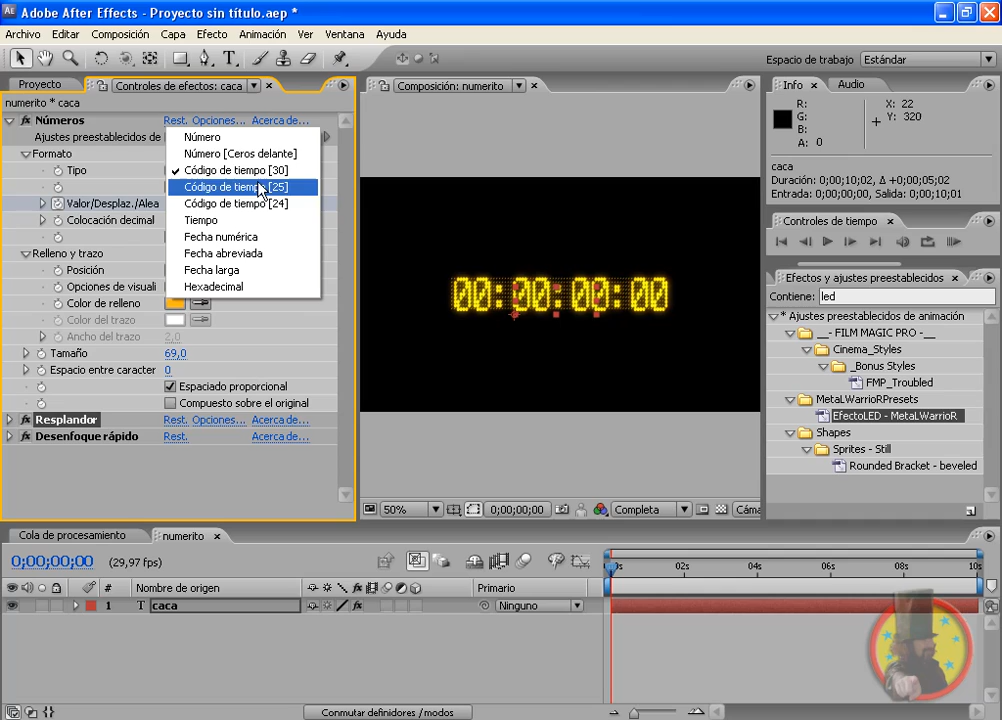 Adobe After Effects - Proyecto sin título.aep *
Archivo Editar Composición Capa Efecto Animación Ver Ventana Ayuda
Espacio de trabajo Estándar
Proyecto Controles de efectos: caca
numerito * caca
Números Rest. Opciones... Acerca de...
Ajustes preestablecidos de
Formato
Tipo
Valor/Desplaz./Alea
Colocación decimal
Relleno y trazo
Posición
Opciones de visuali
Color de relleno
Color del trazo
Ancho del trazo 2,0
Tamaño 69,0
Espacio entre caracter 0
Espaciado proporcional
Compuesto sobre el original
Resplandor Rest. Opciones... Acerca de...
Desenfoque rápido Rest. Acerca de...
Número
Número [Ceros delante]
Código de tiempo [30]
Código de tiempo [25]
Código de tiempo [24]
Tiempo
Fecha numérica
Fecha abreviada
Fecha larga
Hexadecimal
Composición: numerito
00:00:00:00
50% 0;00;00;00 Completa Cáma
Info Audio
R: X: 22
G: Y: 320
B:
A: 0
caca
Duración: 0;00;10;02, Δ +0;00;05;02
Entrada: 0;00;00;00, Salida: 0;00;10;01
Controles de tiempo
Efectos y ajustes preestablecidos
Contiene: led
* Ajustes preestablecidos de animación
__- FILM MAGIC PRO -__
Cinema_Styles
_Bonus Styles
FMP_Troubled
MetaLWarrioRPresets
EfectoLED - MetaLWarrioR
Shapes
Sprites - Still
Rounded Bracket - beveled
Cola de procesamiento numerito
0;00;00;00 (29,97 fps)
02s 04s 06s 08s 10s
# Nombre de origen Primario
1 T caca Ninguno
Conmutar definidores /modos